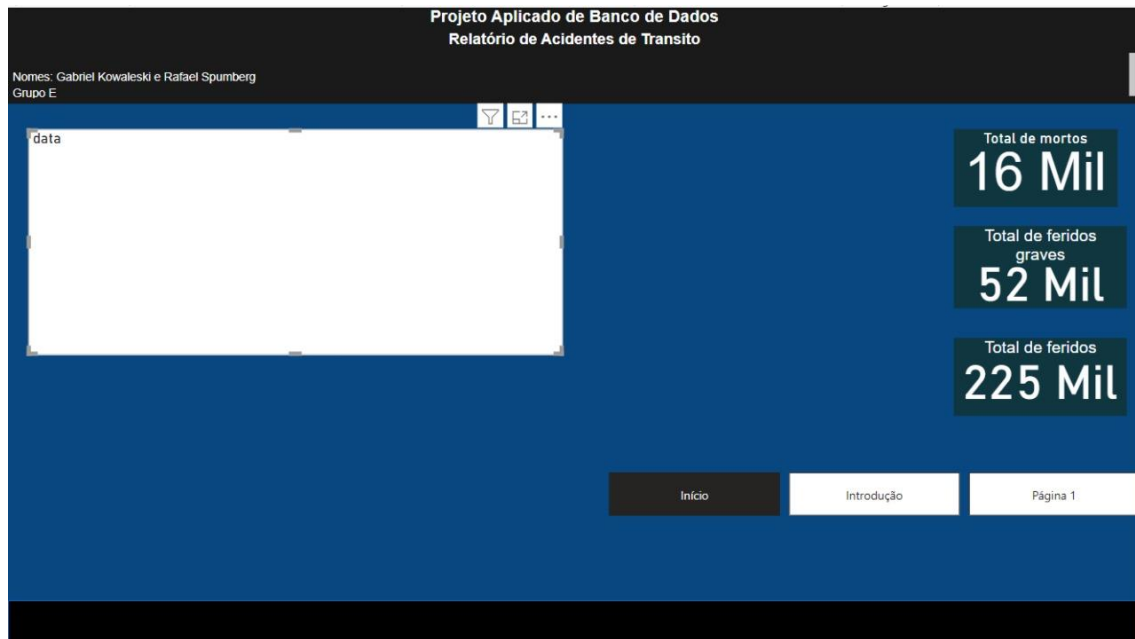 Projeto Aplicado de Banco de Dados
Relatório de Acidentes de Transito
Nomes: Gabriel Kowaleski e Rafael Spumberg
Grupo E
data
Total de mortos
16 Mil
Total de feridos
graves
52 Mil
Total de feridos
225 Mil
Início
Introdução
Página 1